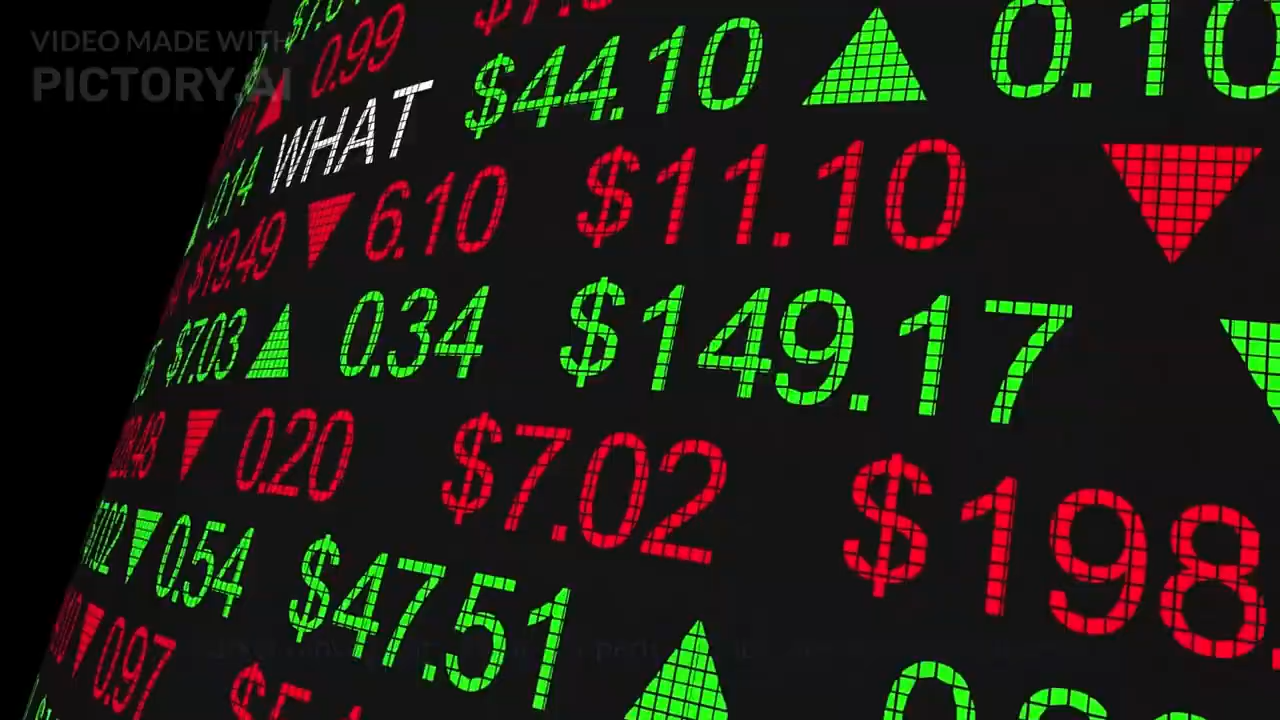 VIDEO MADE WITH
PICTORY.AI
0.99
WHAT $44.10 ▲ 0.10
0.14
$19.49 ▼ 6.10 $11.10 ▼
$7.03 ▲ 0.34 $149.17
▼ 0.20 $7.02 $198
▼ 0.54 $47.51 ▲
▼ 0.97